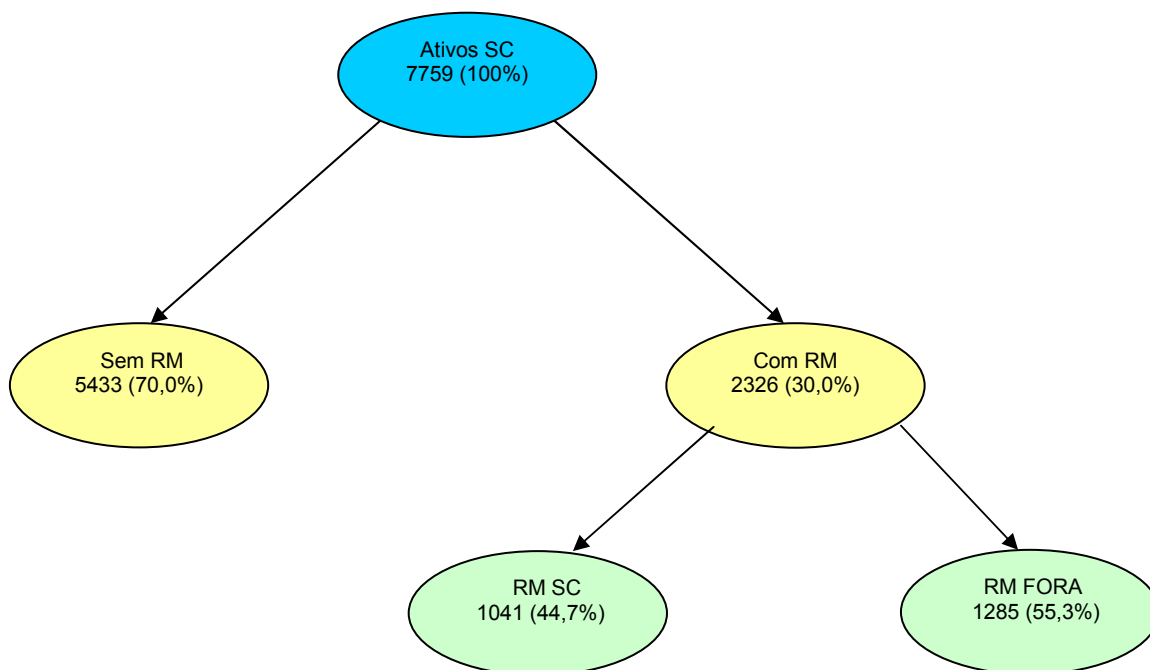 Ativos SC
7759 (100%)
Sem RM
5433 (70,0%)
Com RM
2326 (30,0%)
RM SC
1041 (44,7%)
RM FORA
1285 (55,3%)